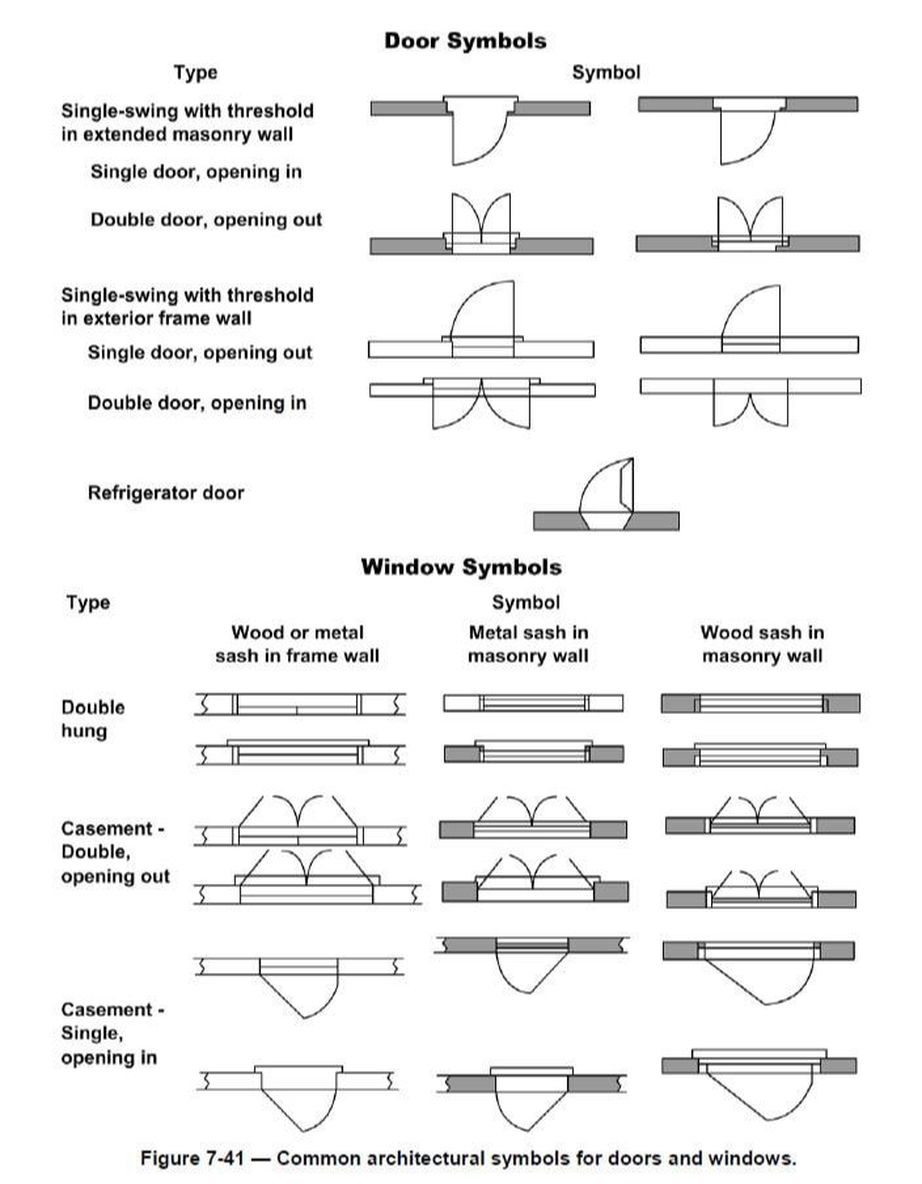 Door Symbols
Type
Symbol
Single-swing with threshold
in extended masonry wall
Single door, opening in
Double door, opening out
Single-swing with threshold
in exterior frame wall
Single door, opening out
Double door, opening in
Refrigerator door
Window Symbols
Type
Symbol
Wood or metal
sash in frame wall
Metal sash in
masonry wall
Wood sash in
masonry wall
Double
hung
Casement -
Double,
opening out
Casement -
Single,
opening in
Figure 7-41 — Common architectural symbols for doors and windows.